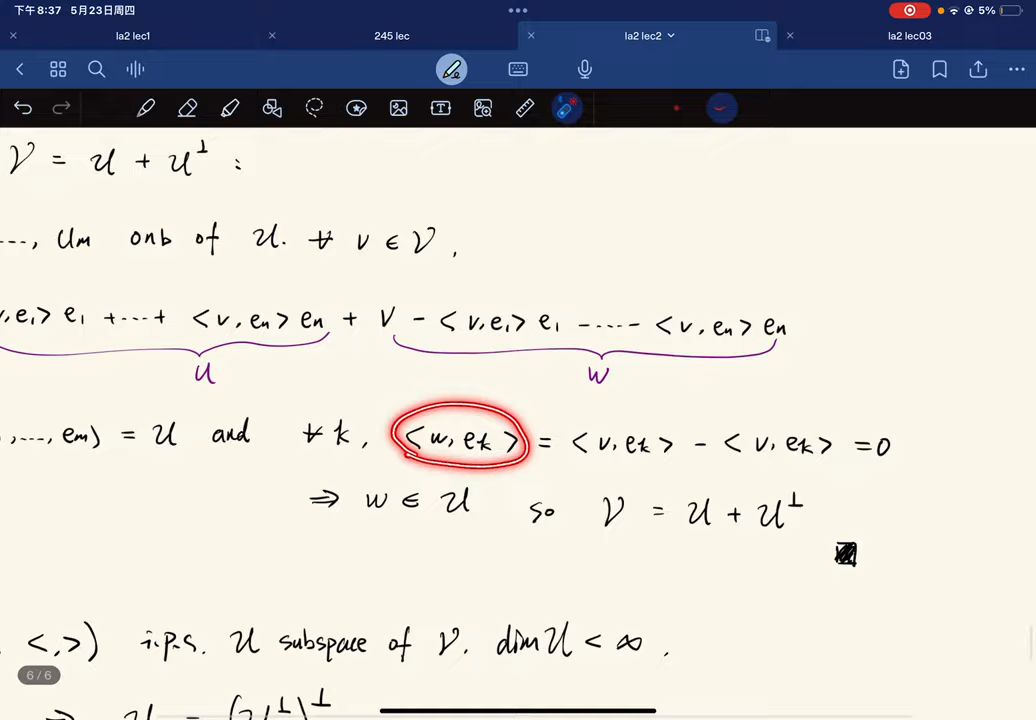 下午8:37 5月23日周四 5%
la2 lec1 245 lec la2 lec2 la2 lec03
V = U + U⊥ :
..., um onb of U. ∀ v ∈ V,
v, e1> e1 + ... + <v, en> en + v - <v, e1> e1 - ... - <v, en> en
u w
, ..., em) = U and ∀ k, <w, ek> = <v, ek> - <v, ek> = 0
⇒ w ∈ U so V = U + U⊥
<,>) i.p.s. U subspace of V. dim U < ∞.
6 / 6
⇒ U = (U⊥)⊥